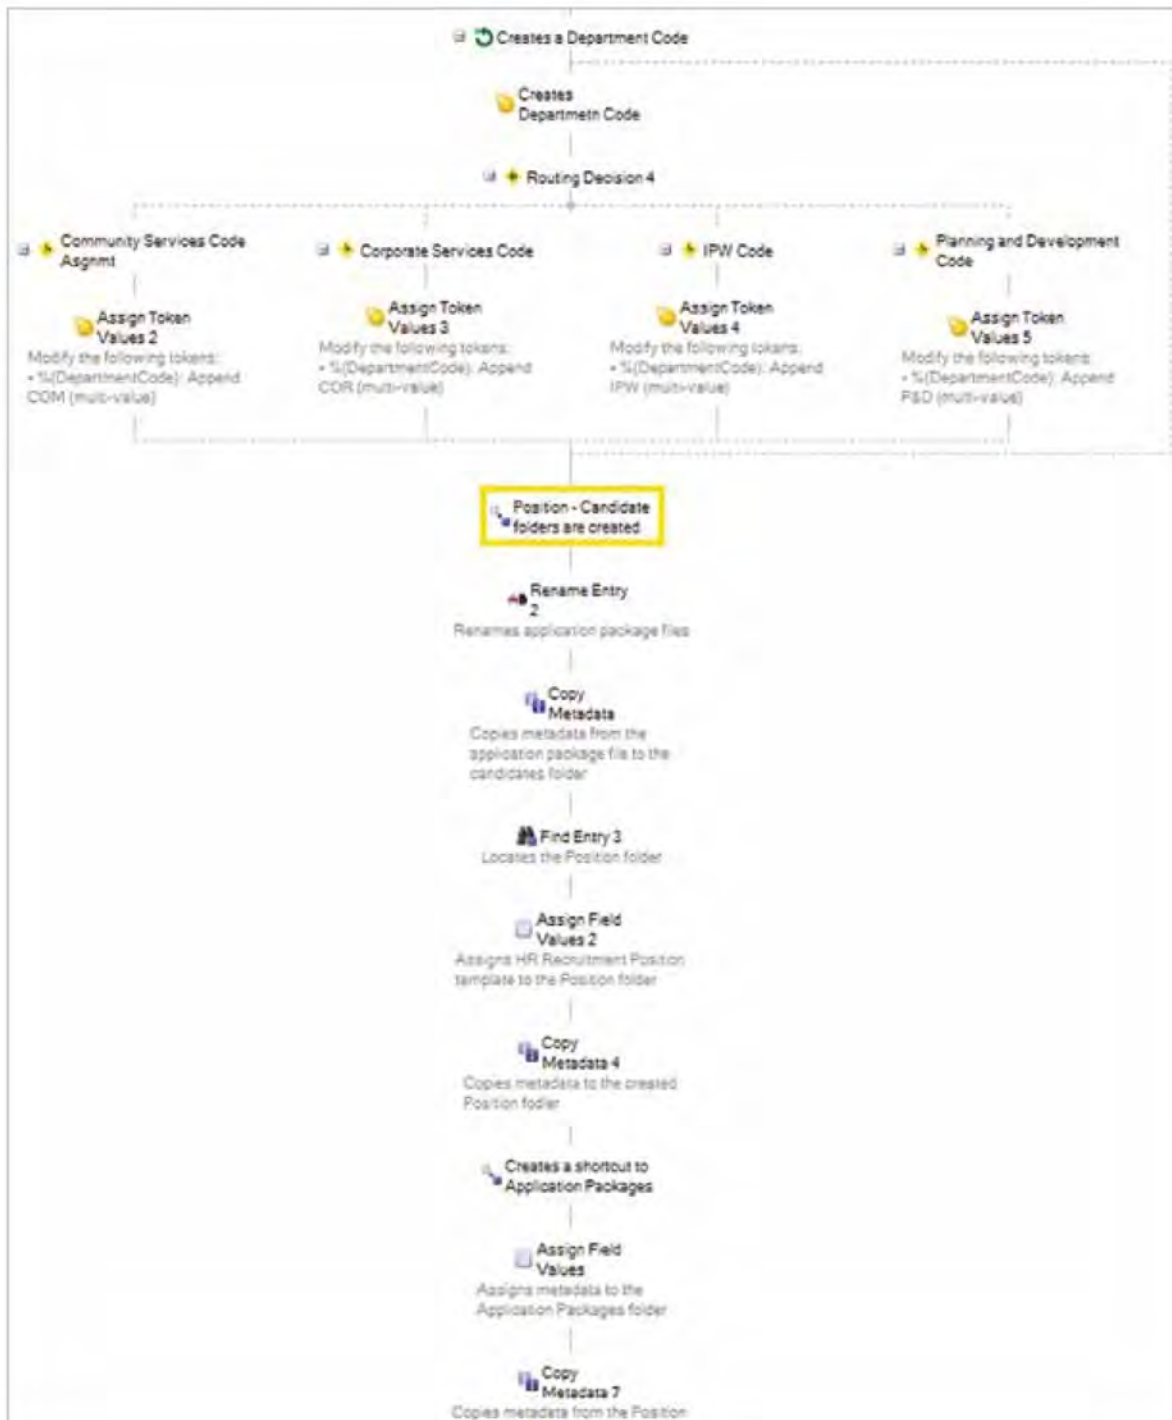 Creates a Department Code
Creates
Departmetn Code
Routing Decision 4
Community Services Code
Asgnmt
Corporate Services Code
IPW Code
Planning and Development
Code
Assign Token
Values 2
Modify the following tokens:
• %(DepartmentCode): Append
COM (multi-value)
Assign Token
Values 3
Modify the following tokens:
• %(DepartmentCode): Append
COR (multi-value)
Assign Token
Values 4
Modify the following tokens:
• %(DepartmentCode): Append
IPW (multi-value)
Assign Token
Values 5
Modify the following tokens:
• %(DepartmentCode): Append
P&D (multi-value)
Position - Candidate
folders are created
Rename Entry
2
Renames application package files
Copy
Metadata
Copies metadata from the
application package file to the
candidates folder
Find Entry 3
Locates the Position folder
Assign Field
Values 2
Assigns HR Recruitment Position
template to the Position folder
Copy
Metadata 4
Copies metadata to the created
Position fodler
Creates a shortcut to
Application Packages
Assign Field
Values
Assigns metadata to the
Application Packages folder
Copy
Metadata 7
Copies metadata from the Position